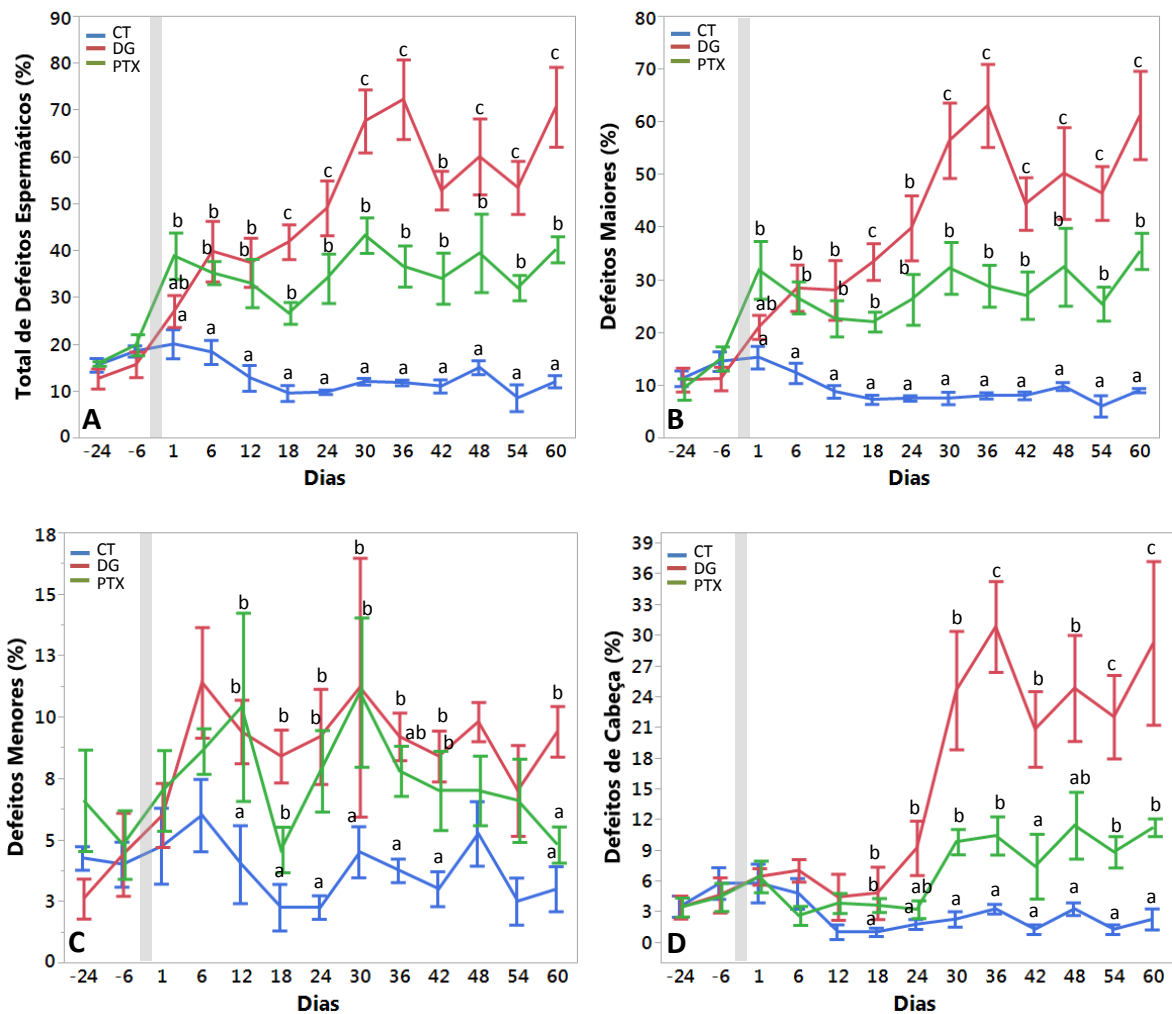 90
80
70
60
50
40
30
20
10
0
Total de Defeitos Espermáticos (%)
CT
DG
PTX
b
ab
a
b
b
a
b
b
a
c
b
a
c
b
a
c
b
a
c
b
a
b
b
a
c
b
a
c
b
a
c
b
a
A
-24 -6 1 6 12 18 24 30 36 42 48 54 60
Dias
80
70
60
50
40
30
20
10
0
Defeitos Maiores (%)
CT
DG
PTX
b
ab
a
b
b
a
b
b
a
c
b
a
b
b
a
c
b
a
c
b
a
c
b
a
c
b
a
c
b
a
c
b
a
B
-24 -6 1 6 12 18 24 30 36 42 48 54 60
Dias
18
15
13
10
8
5
3
0
Defeitos Menores (%)
CT
DG
PTX
b
b
a
b
b
a
b
b
a
b
b
a
b
ab
a
b
b
a
b
a
a
C
-24 -6 1 6 12 18 24 30 36 42 48 54 60
Dias
39
36
33
30
27
24
21
18
15
12
9
6
3
0
Defeitos de Cabeça (%)
CT
DG
PTX
b
b
a
b
ab
a
b
b
a
c
b
a
b
a
a
b
ab
a
c
b
a
c
b
a
D
-24 -6 1 6 12 18 24 30 36 42 48 54 60
Dias